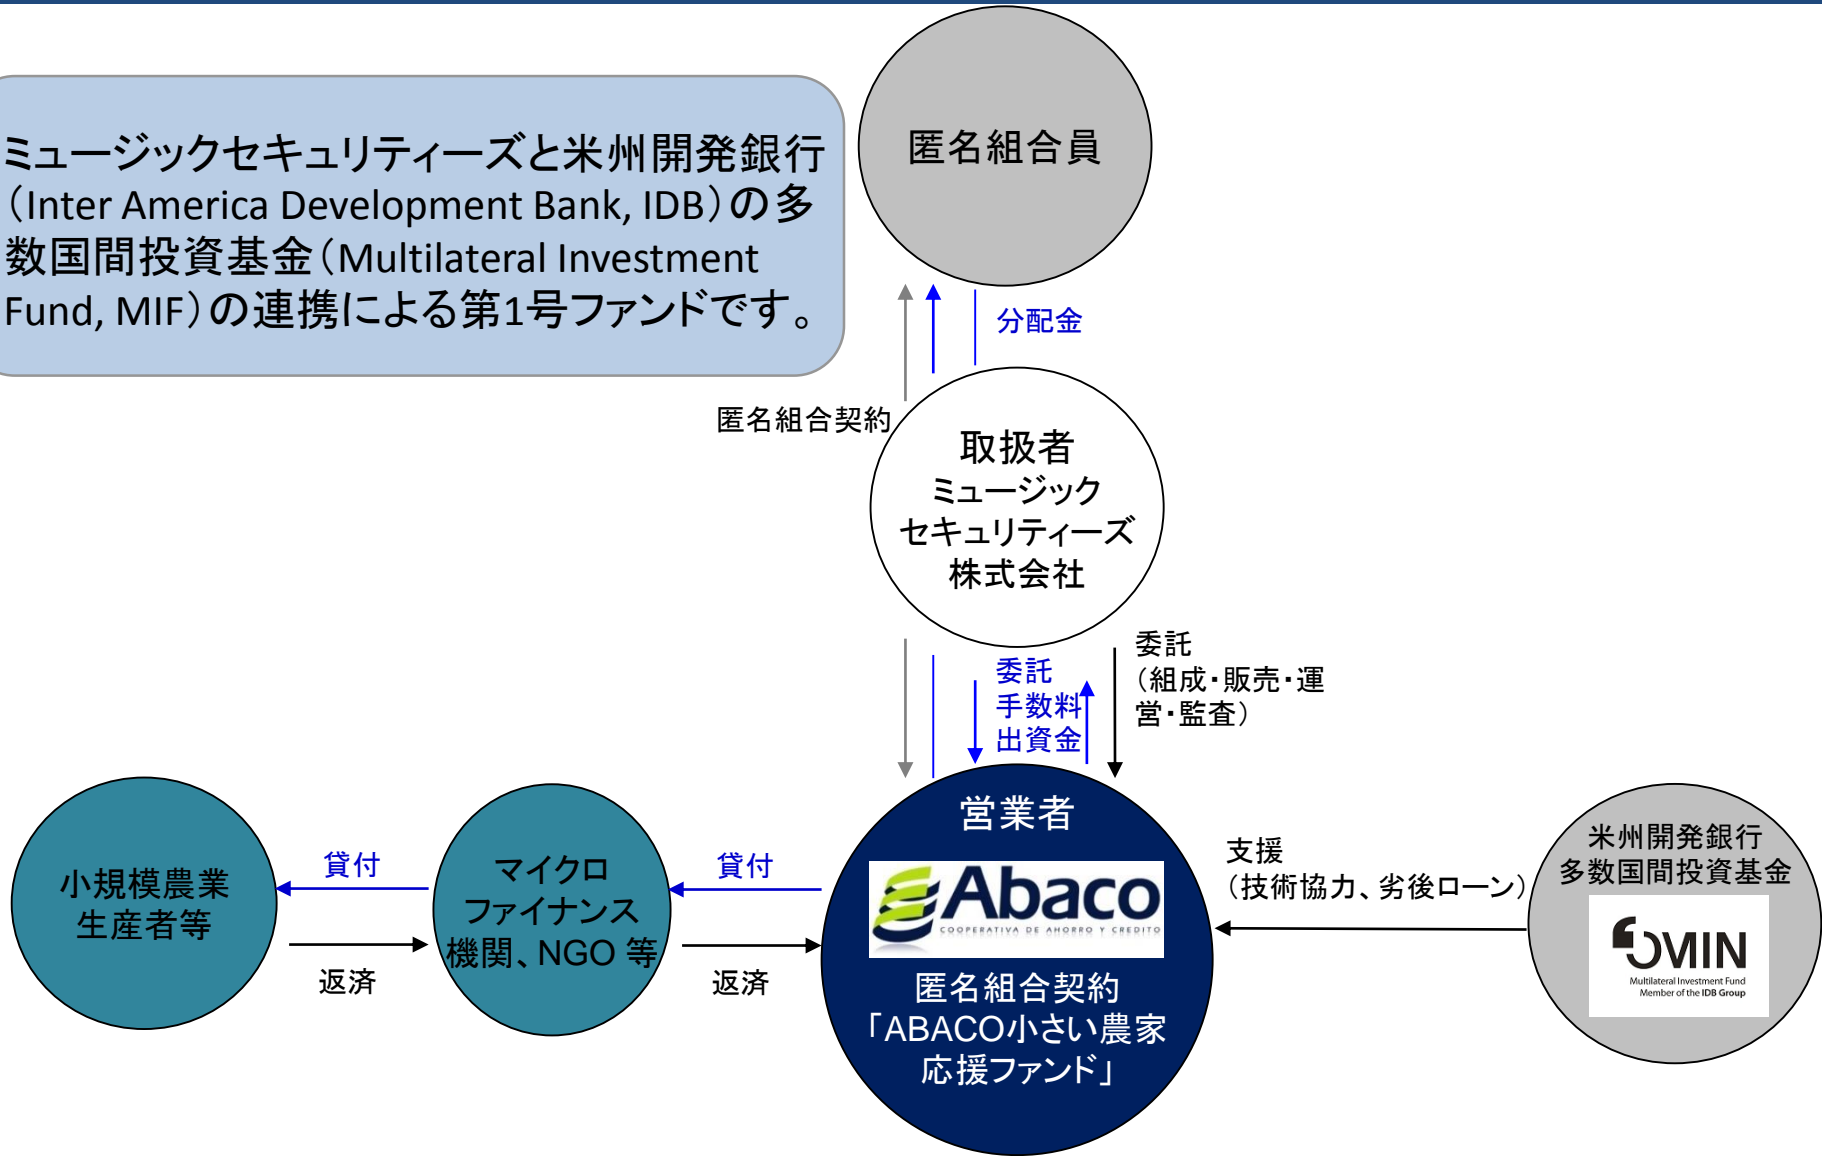 ミュージックセキュリティーズと米州開発銀行
（Inter America Development Bank, IDB）の多
数国間投資基金（Multilateral Investment
Fund, MIF）の連携による第1号ファンドです。
匿名組合員
分配金
匿名組合契約
取扱者
ミュージック
セキュリティーズ
株式会社
委託
手数料
出資金
委託
（組成・販売・運
営・監査）
小規模農業
生産者等
貸付
返済
マイクロ
ファイナンス
機関、NGO 等
貸付
返済
営業者
Abaco
COOPERATIVA DE AHORRO Y CREDITO
匿名組合契約
「ABACO小さい農家
応援ファンド」
支援
（技術協力、劣後ローン）
米州開発銀行
多数国間投資基金
FOMIN
Multilateral Investment Fund
Member of the IDB Group